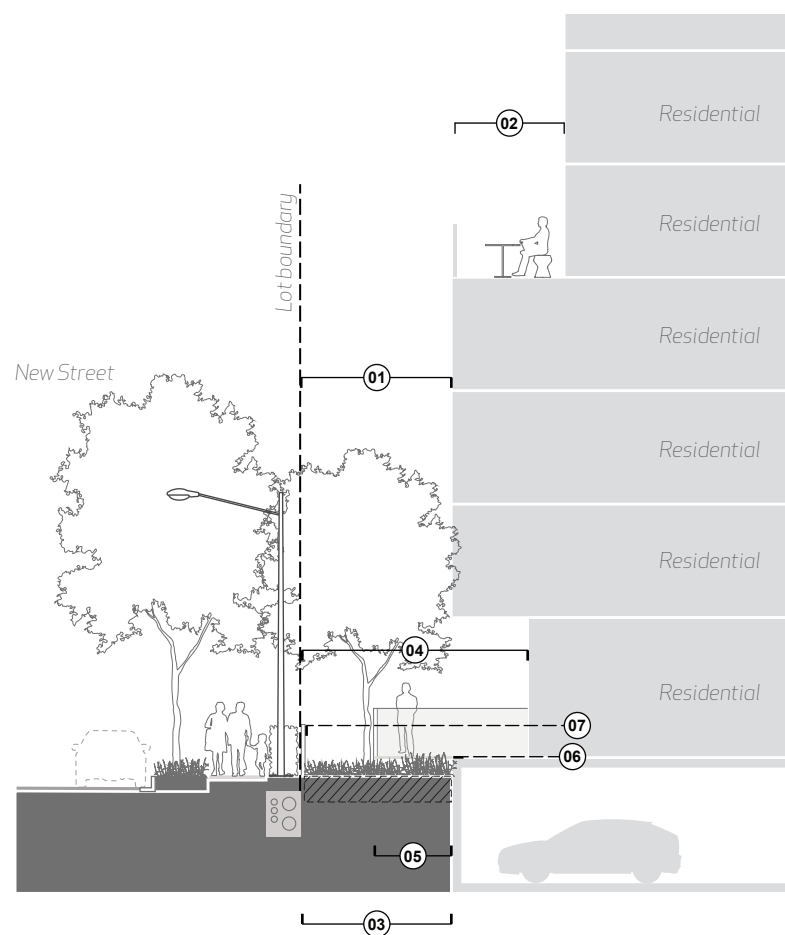 Residential
02
Residential
Lot boundary
Residential
New Street
01
Residential
Residential
04
Residential
07
06
05
03